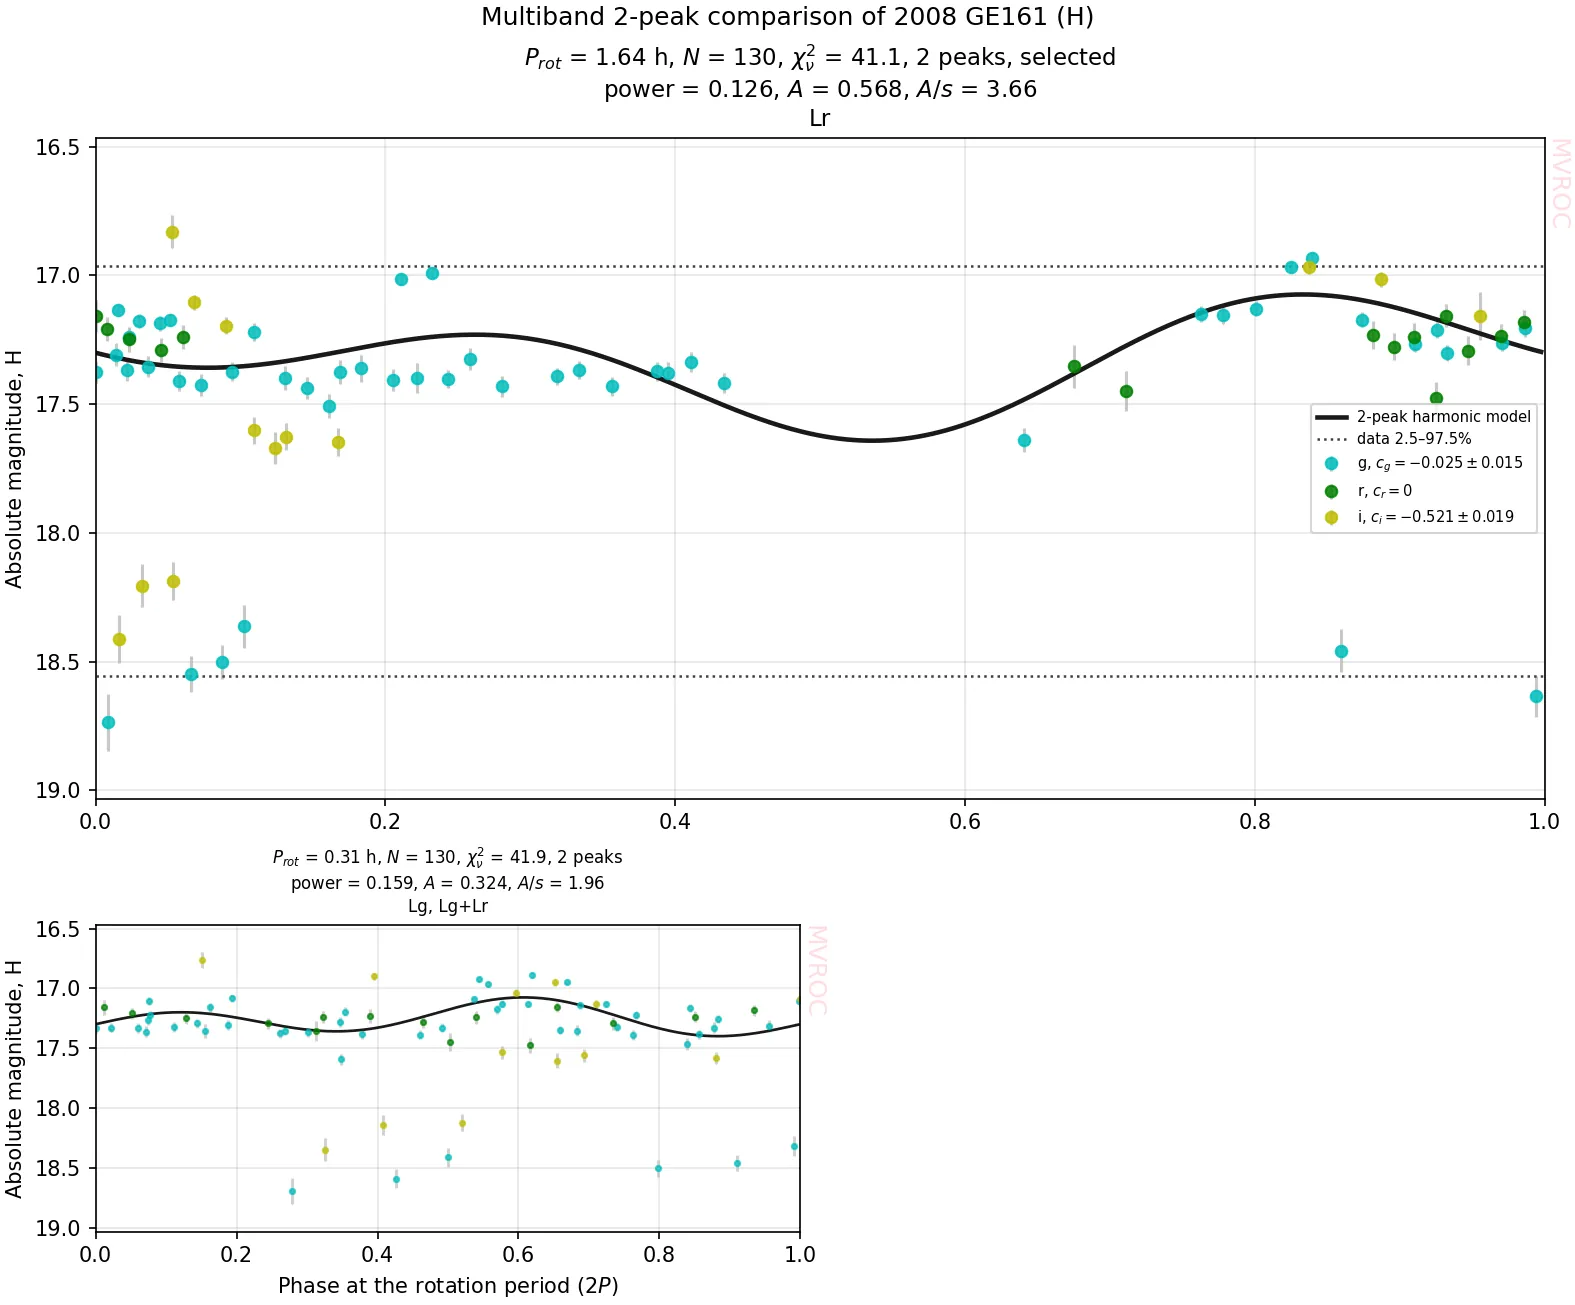 Multiband 2-peak comparison of 2008 GE161 (H)
P_rot = 1.64 h, N = 130, χ²_ν = 41.1, 2 peaks, selected
power = 0.126, A = 0.568, A/s = 3.66
Lr
16.5
17.0
17.5
18.0
18.5
19.0
Absolute magnitude, H
MVROC
2-peak harmonic model
data 2.5–97.5%
g, c_g = −0.025 ± 0.015
r, c_r = 0
i, c_i = −0.521 ± 0.019
0.0 0.2 0.4 0.6 0.8 1.0
P_rot = 0.31 h, N = 130, χ²_ν = 41.9, 2 peaks
power = 0.159, A = 0.324, A/s = 1.96
Lg, Lg+Lr
16.5
17.0
17.5
18.0
18.5
19.0
Absolute magnitude, H
MVROC
0.0 0.2 0.4 0.6 0.8 1.0
Phase at the rotation period (2P)